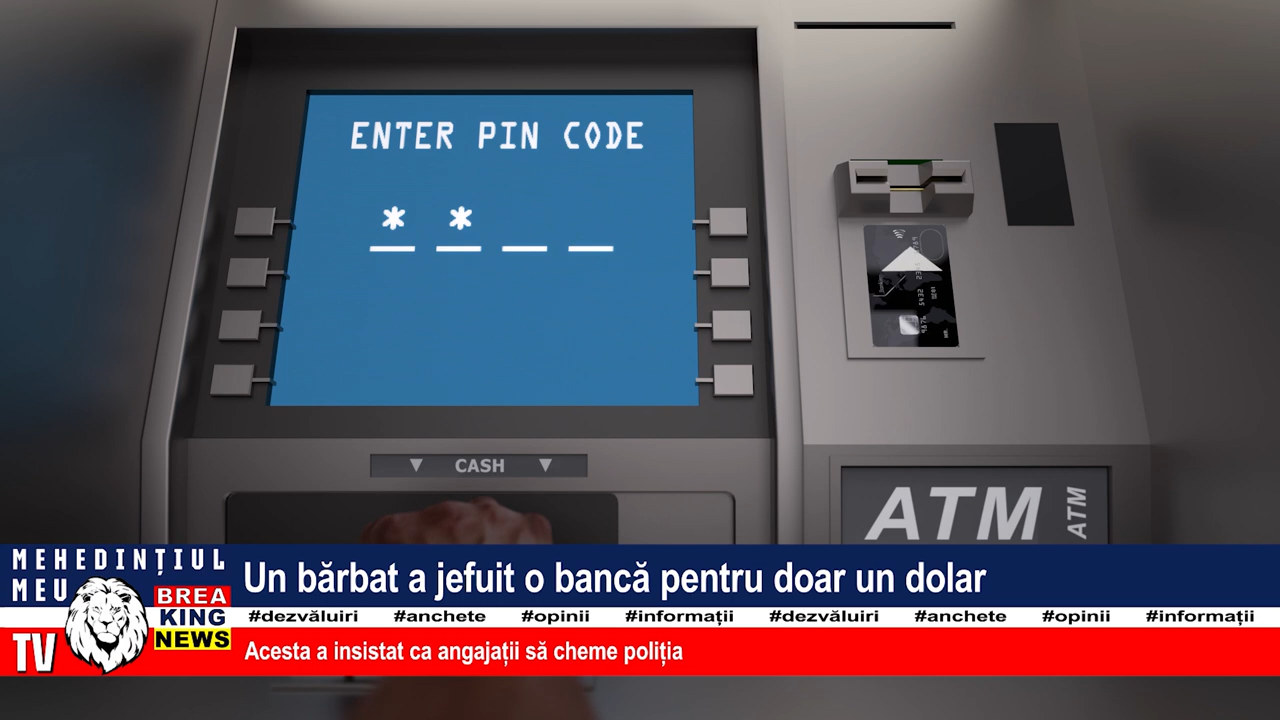 ENTER PIN CODE
* *
CASH
ATM
ATM
MEHEDINȚIUL
MEU
TV
BREA
KING
NEWS
Un bărbat a jefuit o bancă pentru doar un dolar
#dezvăluiri #anchete #opinii #informații #dezvăluiri #anchete #opinii #informații
Acesta a insistat ca angajații să cheme poliția